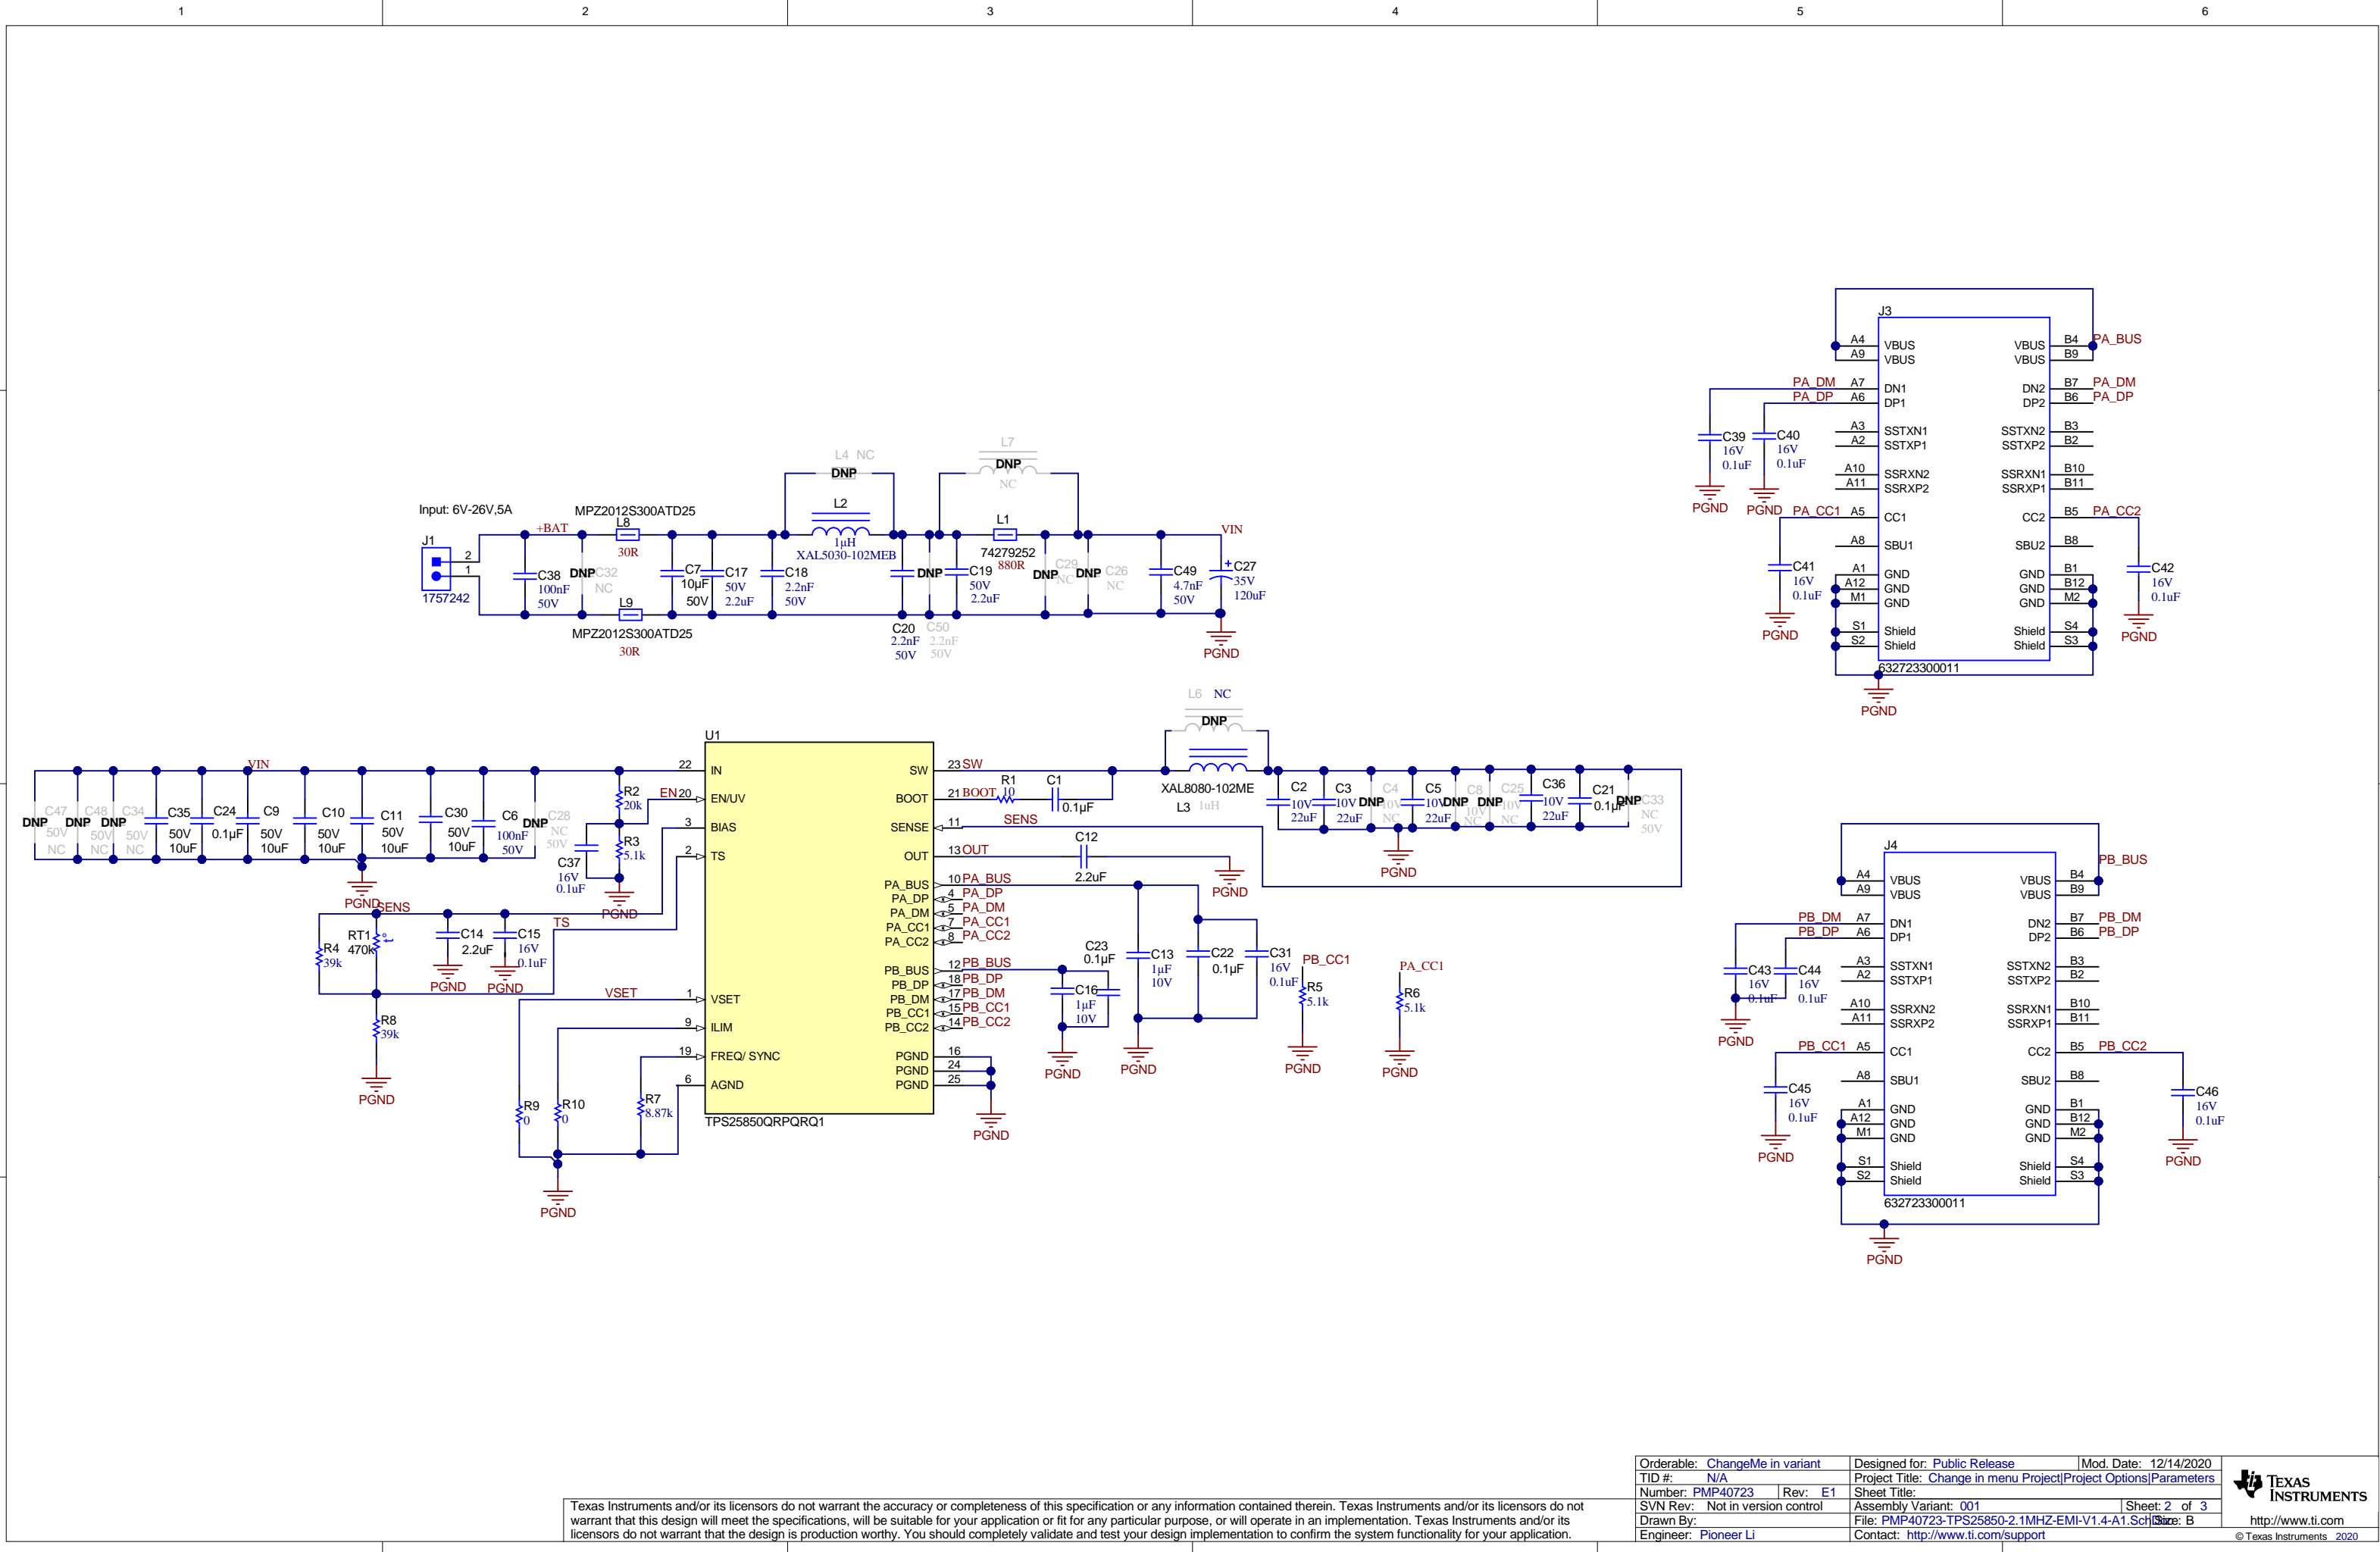 1 2 3 4 5 6
Input: 6V-26V,5A
J1
2
1
1757242
+BAT
C38
100nF
50V
DNP
C32
NC
MPZ2012S300ATD25
L8
30R
L9
MPZ2012S300ATD25
30R
C7
10µF
50V
C17
50V
2.2uF
C18
2.2nF
50V
L4 NC
DNP
L2
1µH
XAL5030-102MEB
C20
2.2nF
50V
DNP
C50
2.2nF
50V
C19
50V
2.2uF
L7
DNP
NC
L1
74279252
880R
DNP
C29
NC
DNP
C26
NC
C49
4.7nF
50V
VIN
+
C27
35V
120uF
PGND
VIN
DNP
C47
50V
NC
DNP
C48
50V
NC
DNP
C34
50V
NC
C35
50V
10uF
C24
0.1µF
C9
50V
10uF
C10
50V
10uF
C11
50V
10uF
C30
50V
10uF
C6
100nF
50V
DNP
C28
NC
50V
PGND
R2
20k
R3
5.1k
C37
16V
0.1uF
PGND
EN
SENS
TS
R4
39k
RT1
470k
t°
C14
2.2uF
PGND
C15
16V
0.1uF
PGND
R8
39k
PGND
VSET
R9
0
R10
0
R7
8.87k
PGND
U1
22 IN
20 EN/UV
3 BIAS
2 TS
1 VSET
9 ILIM
19 FREQ/ SYNC
6 AGND
SW 23 SW
BOOT 21 BOOT
SENSE 11 SENS
OUT 13 OUT
PA_BUS 10 PA_BUS
PA_DP 4 PA_DP
PA_DM 5 PA_DM
PA_CC1 7 PA_CC1
PA_CC2 8 PA_CC2
PB_BUS 12 PB_BUS
PB_DP 18 PB_DP
PB_DM 17 PB_DM
PB_CC1 15 PB_CC1
PB_CC2 14 PB_CC2
PGND 16
PGND 24
PGND 25
TPS25850QRPQRQ1
PGND
R1
10
C1
0.1µF
C12
2.2uF
PGND
L6 NC
DNP
XAL8080-102ME
L3 1uH
C2
10V
22uF
C3
10V
22uF
DNP
C4
10V
NC
C5
10V
22uF
DNP
C8
10V
NC
DNP
C25
10V
NC
C36
10V
22uF
C21
0.1µF
DNP
C33
NC
50V
PGND
C23
0.1µF
C16
1µF
10V
PGND
C13
1µF
10V
PGND
C22
0.1µF
C31
16V
0.1uF
PB_CC1
R5
5.1k
PGND
PA_CC1
R6
5.1k
PGND
J3
A4 VBUS VBUS B4 PA_BUS
A9 VBUS VBUS B9
PA_DM A7 DN1 DN2 B7 PA_DM
PA_DP A6 DP1 DP2 B6 PA_DP
A3 SSTXN1 SSTXN2 B3
A2 SSTXP1 SSTXP2 B2
A10 SSRXN2 SSRXN1 B10
A11 SSRXP2 SSRXP1 B11
PA_CC1 A5 CC1 CC2 B5 PA_CC2
A8 SBU1 SBU2 B8
A1 GND GND B1
A12 GND GND B12
M1 GND GND M2
S1 Shield Shield S4
S2 Shield Shield S3
632723300011
PGND
C39
16V
0.1uF
PGND
C40
16V
0.1uF
PGND
C41
16V
0.1uF
PGND
C42
16V
0.1uF
PGND
J4
PB_BUS
A4 VBUS VBUS B4
A9 VBUS VBUS B9
PB_DM A7 DN1 DN2 B7 PB_DM
PB_DP A6 DP1 DP2 B6 PB_DP
A3 SSTXN1 SSTXN2 B3
A2 SSTXP1 SSTXP2 B2
A10 SSRXN2 SSRXN1 B10
A11 SSRXP2 SSRXP1 B11
PB_CC1 A5 CC1 CC2 B5 PB_CC2
A8 SBU1 SBU2 B8
A1 GND GND B1
A12 GND GND B12
M1 GND GND M2
S1 Shield Shield S4
S2 Shield Shield S3
632723300011
PGND
C43
16V
0.1uF
C44
16V
0.1uF
PGND
C45
16V
0.1uF
PGND
C46
16V
0.1uF
PGND
Texas Instruments and/or its licensors do not warrant the accuracy or completeness of this specification or any information contained therein. Texas Instruments and/or its licensors do not
warrant that this design will meet the specifications, will be suitable for your application or fit for any particular purpose, or will operate in an implementation. Texas Instruments and/or its
licensors do not warrant that the design is production worthy. You should completely validate and test your design implementation to confirm the system functionality for your application.
Orderable: ChangeMe in variant Designed for: Public Release Mod. Date: 12/14/2020
TID #: N/A Project Title: Change in menu Project|Project Options|Parameters
Number: PMP40723 Rev: E1 Sheet Title:
SVN Rev: Not in version control Assembly Variant: 001 Sheet: 2 of 3
Drawn By: File: PMP40723-TPS25850-2.1MHZ-EMI-V1.4-A1.SchDoc Size: B
Engineer: Pioneer Li Contact: http://www.ti.com/support
TEXAS
INSTRUMENTS
http://www.ti.com
© Texas Instruments 2020